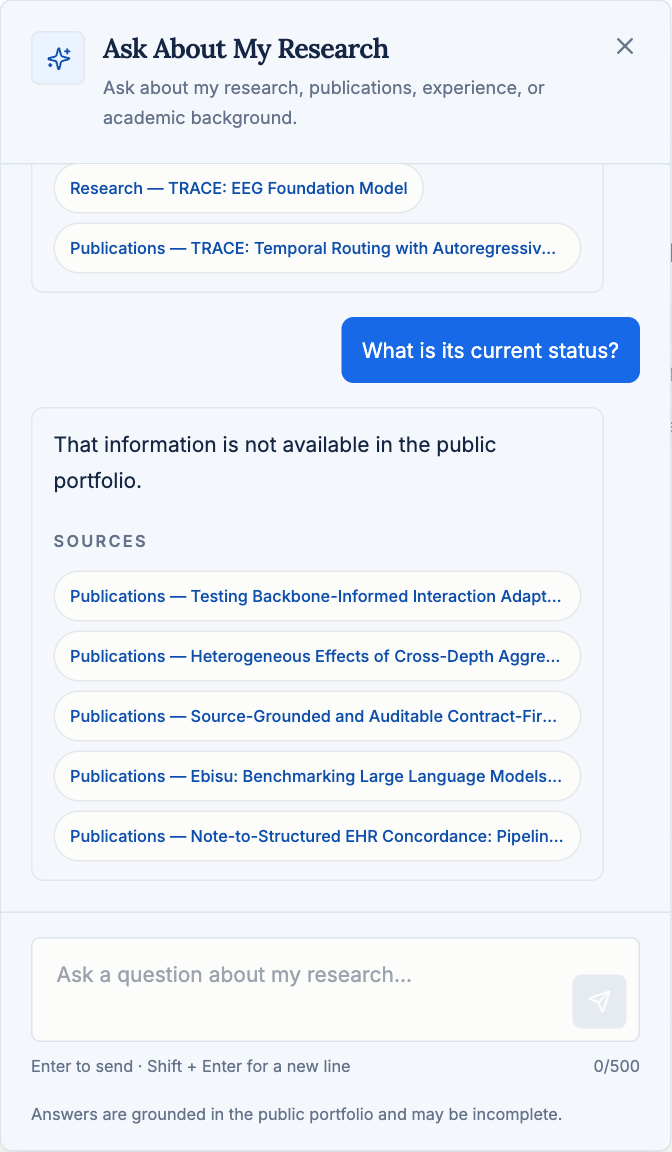 Ask About My Research
Ask about my research, publications, experience, or
academic background.
Research — TRACE: EEG Foundation Model
Publications — TRACE: Temporal Routing with Autoregressiv...
What is its current status?
That information is not available in the public
portfolio.
SOURCES
Publications — Testing Backbone-Informed Interaction Adapt...
Publications — Heterogeneous Effects of Cross-Depth Aggre...
Publications — Source-Grounded and Auditable Contract-Fir...
Publications — Ebisu: Benchmarking Large Language Models...
Publications — Note-to-Structured EHR Concordance: Pipelin...
Ask a question about my research...
Enter to send · Shift + Enter for a new line
0/500
Answers are grounded in the public portfolio and may be incomplete.